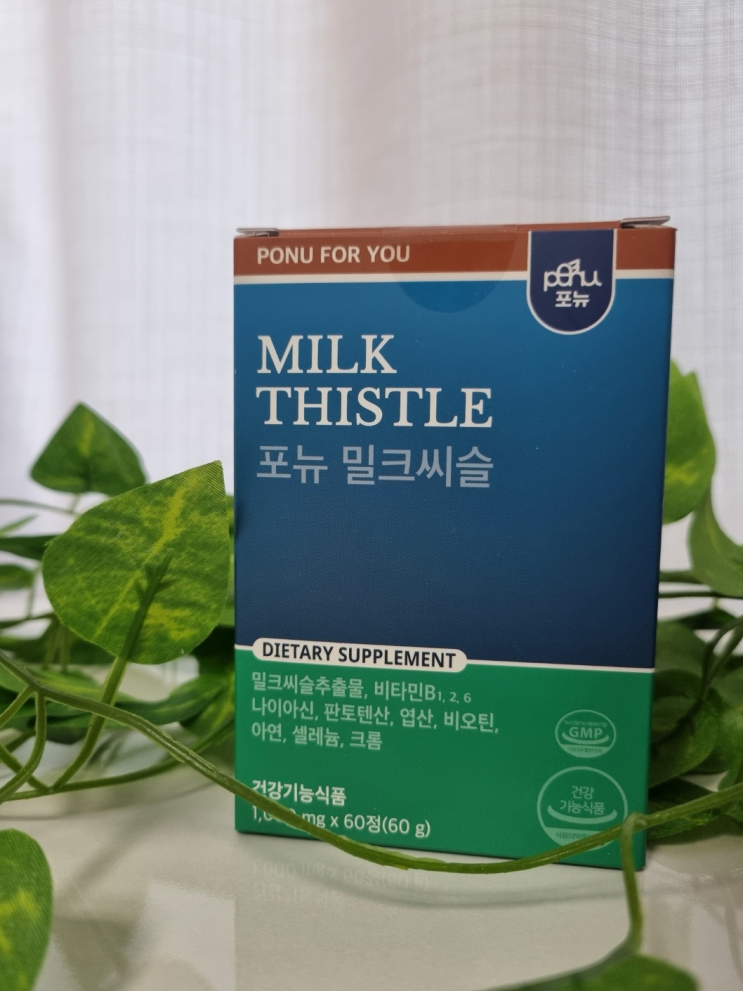 PONU FOR YOU
ponu
포뉴
MILK
THISTLE
포뉴 밀크씨슬
DIETARY SUPPLEMENT
밀크씨슬추출물, 비타민B1, 2, 6
나이아신, 판토텐산, 엽산, 비오틴,
아연, 셀레늄, 크롬
GMP
건강
기능식품
건강기능식품
mg x 60정(60 g)